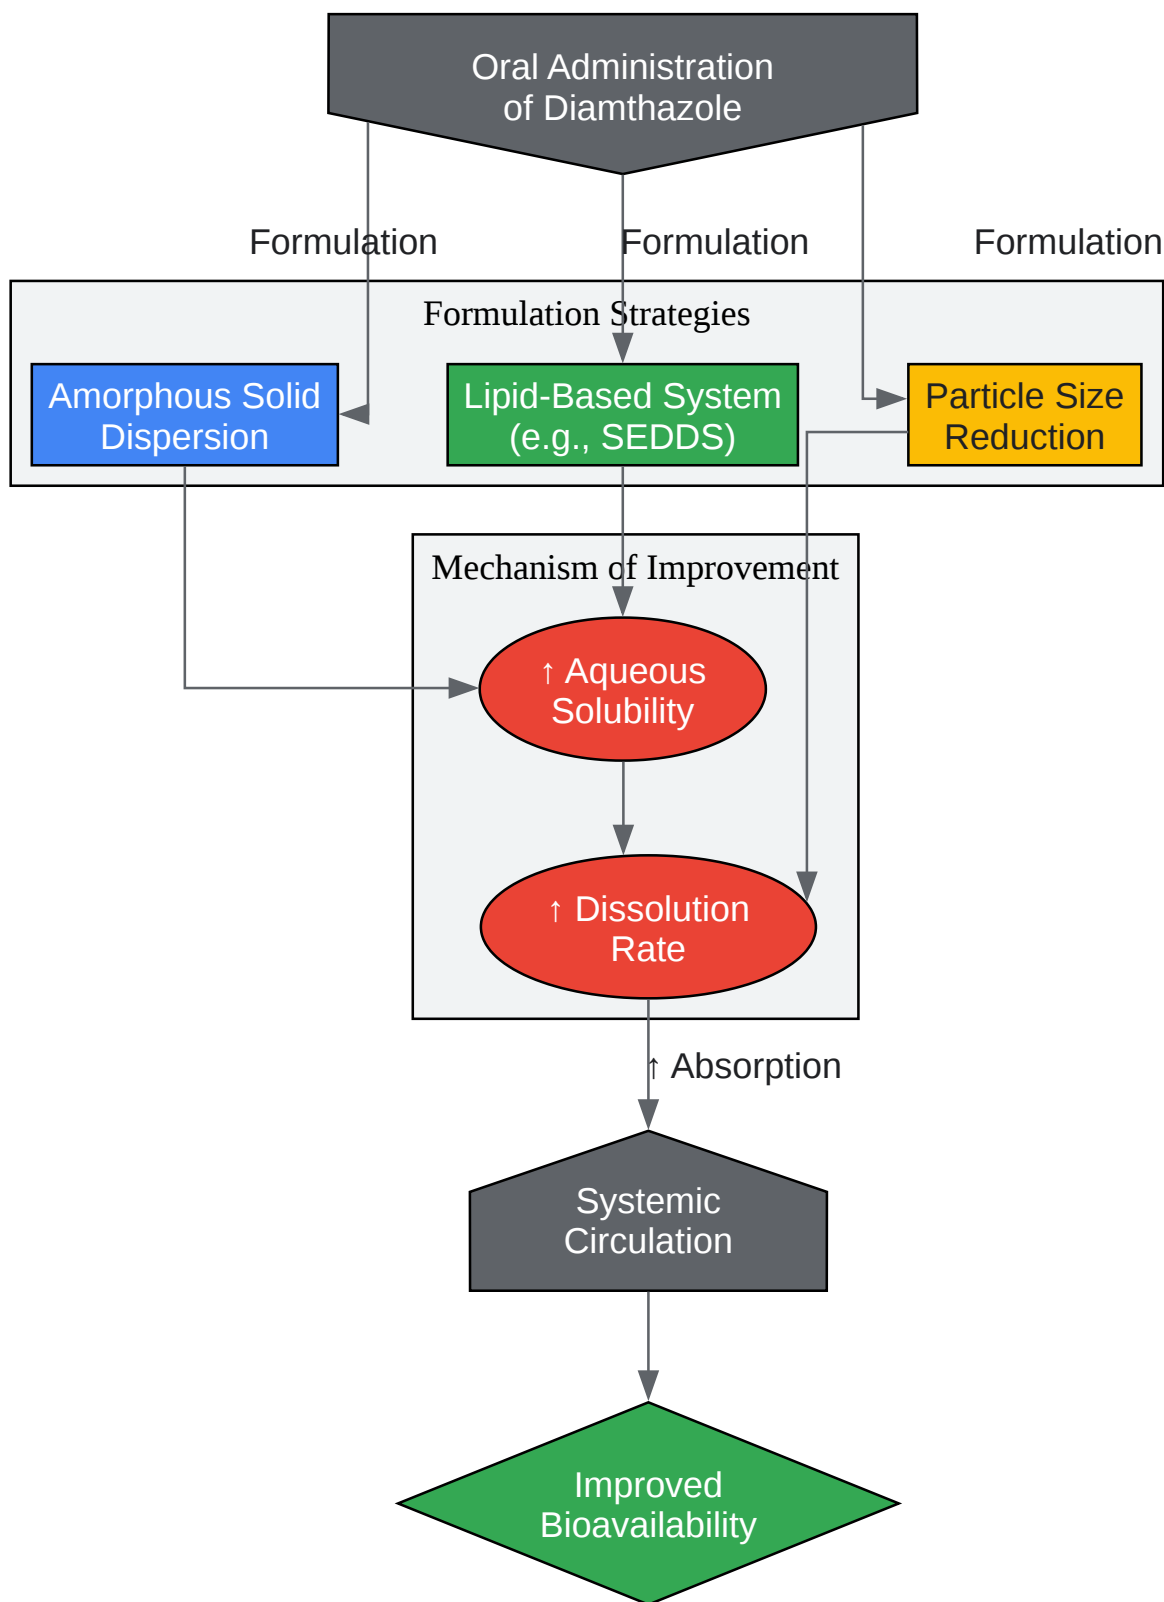 Oral Administration
of Diamthazole
Formulation
Formulation
Formulation
Formulation Strategies
Amorphous Solid
Dispersion
Lipid-Based System
(e.g., SEDDS)
Particle Size
Reduction
Mechanism of Improvement
↑ Aqueous
Solubility
↑ Dissolution
Rate
↑ Absorption
Systemic
Circulation
Improved
Bioavailability